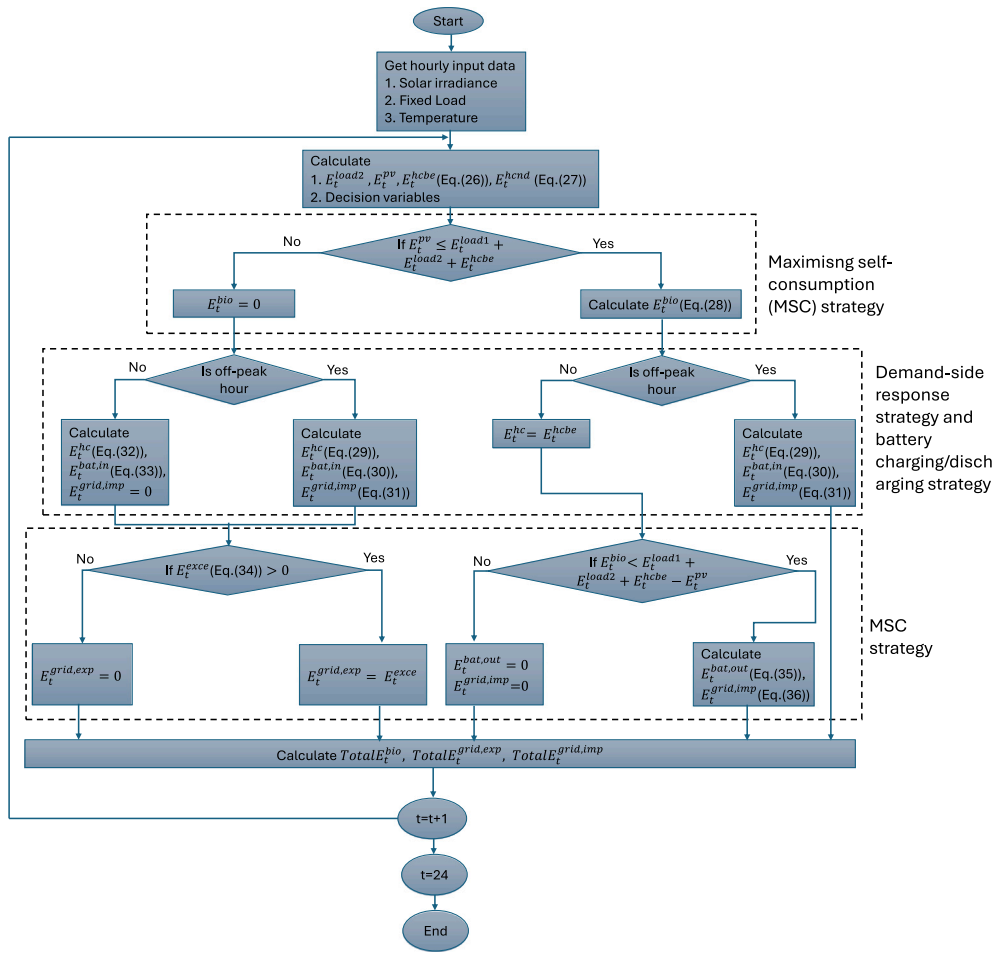 Start
Get hourly input data
1. Solar irradiance
2. Fixed Load
3. Temperature
Calculate
1. $E_t^{load2}$ , $E_t^{pv}$, $E_t^{hcbe}$(Eq.(26)), $E_t^{hcnd}$ (Eq.(27))
2. Decision variables
No
If $E_t^{pv} \leq E_t^{load1} +$
$E_t^{load2} + E_t^{hcbe}$
Yes
$E_t^{bio} = 0$
Calculate $E_t^{bio}$(Eq.(28))
Maximisng self-
consumption
(MSC) strategy
No
Is off-peak
hour
Yes
No
Is off-peak
hour
Yes
Calculate
$E_t^{hc}$(Eq.(32)),
$E_t^{bat,in}$(Eq.(33)),
$E_t^{grid,imp} = 0$
Calculate
$E_t^{hc}$(Eq.(29)),
$E_t^{bat,in}$(Eq.(30)),
$E_t^{grid,imp}$(Eq.(31))
$E_t^{hc} = E_t^{hcbe}$
Calculate
$E_t^{hc}$(Eq.(29)),
$E_t^{bat,in}$(Eq.(30)),
$E_t^{grid,imp}$(Eq.(31))
Demand-side
response
strategy and
battery
charging/disch
arging strategy
No
If $E_t^{exce}$(Eq.(34)) > 0
Yes
No
If $E_t^{bio} < E_t^{load1} +$
$E_t^{load2} + E_t^{hcbe} - E_t^{pv}$
Yes
$E_t^{grid,exp} = 0$
$E_t^{grid,exp} = E_t^{exce}$
$E_t^{bat,out} = 0$
$E_t^{grid,imp} = 0$
Calculate
$E_t^{bat,out}$(Eq.(35)),
$E_t^{grid,imp}$(Eq.(36))
MSC
strategy
Calculate $TotalE_t^{bio}$, $TotalE_t^{grid,exp}$, $TotalE_t^{grid,imp}$
t=t+1
t=24
End